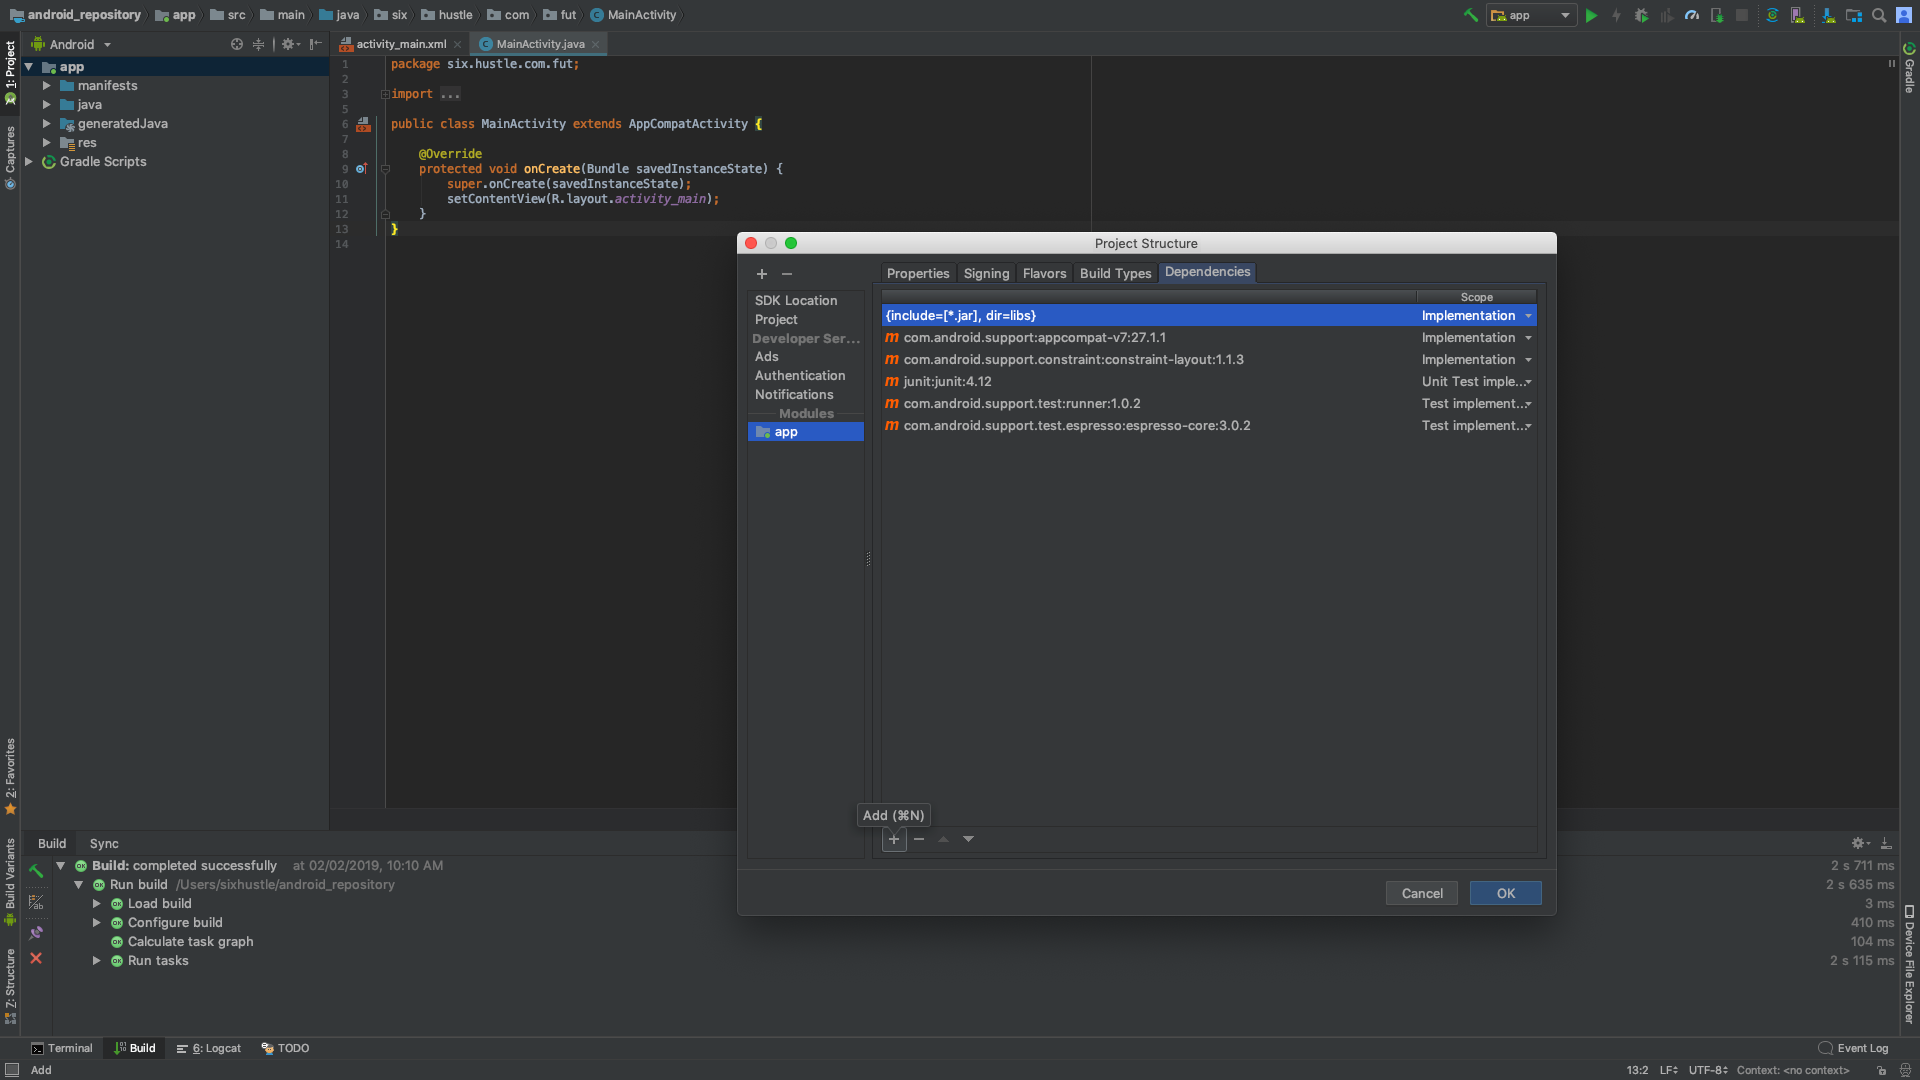 android_repository app src main java six hustle com fut MainActivity
app
1: Project
Android
activity_main.xml
MainActivity.java
Gradle
app
manifests
java
generatedJava
res
Gradle Scripts
Captures
1 package six.hustle.com.fut;
2
3 import ...
5
6 public class MainActivity extends AppCompatActivity {
7
8 @Override
9 protected void onCreate(Bundle savedInstanceState) {
10 super.onCreate(savedInstanceState);
11 setContentView(R.layout.activity_main);
12 }
13 }
14
Project Structure
SDK Location
Project
Developer Ser...
Ads
Authentication
Notifications
Modules
app
Properties Signing Flavors Build Types Dependencies
Scope
{include=[*.jar], dir=libs} Implementation
m com.android.support:appcompat-v7:27.1.1 Implementation
m com.android.support.constraint:constraint-layout:1.1.3 Implementation
m junit:junit:4.12 Unit Test imple...
m com.android.support.test:runner:1.0.2 Test implement...
m com.android.support.test.espresso:espresso-core:3.0.2 Test implement...
Add (⌘N)
Cancel OK
2: Favorites
Build Variants
7: Structure
Device File Explorer
Build Sync
Build: completed successfully at 02/02/2019, 10:10 AM 2 s 711 ms
Run build /Users/sixhustle/android_repository 2 s 635 ms
Load build 3 ms
Configure build 410 ms
Calculate task graph 104 ms
Run tasks 2 s 115 ms
Terminal Build 6: Logcat TODO Event Log
Add 13:2 LF UTF-8 Context: <no context>